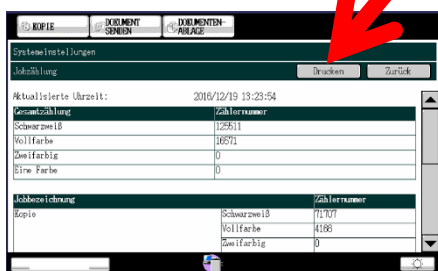 KOPIE
DOKUMENT SENDEN
DOKUMENTEN-ABLAGE
Systemeinstellungen
Jobzählung Drucken Zurück
Aktualisierte Uhrzeit: 2016/12/19 13:23:54
Gesamtzählung Zählernummer
Schwarzweiß 125511
Vollfarbe 16571
Zweifarbig 0
Eine Farbe 0
Jobbezeichnung Zählernummer
Kopie Schwarzweiß 71707
Vollfarbe 4166
Zweifarbig 0